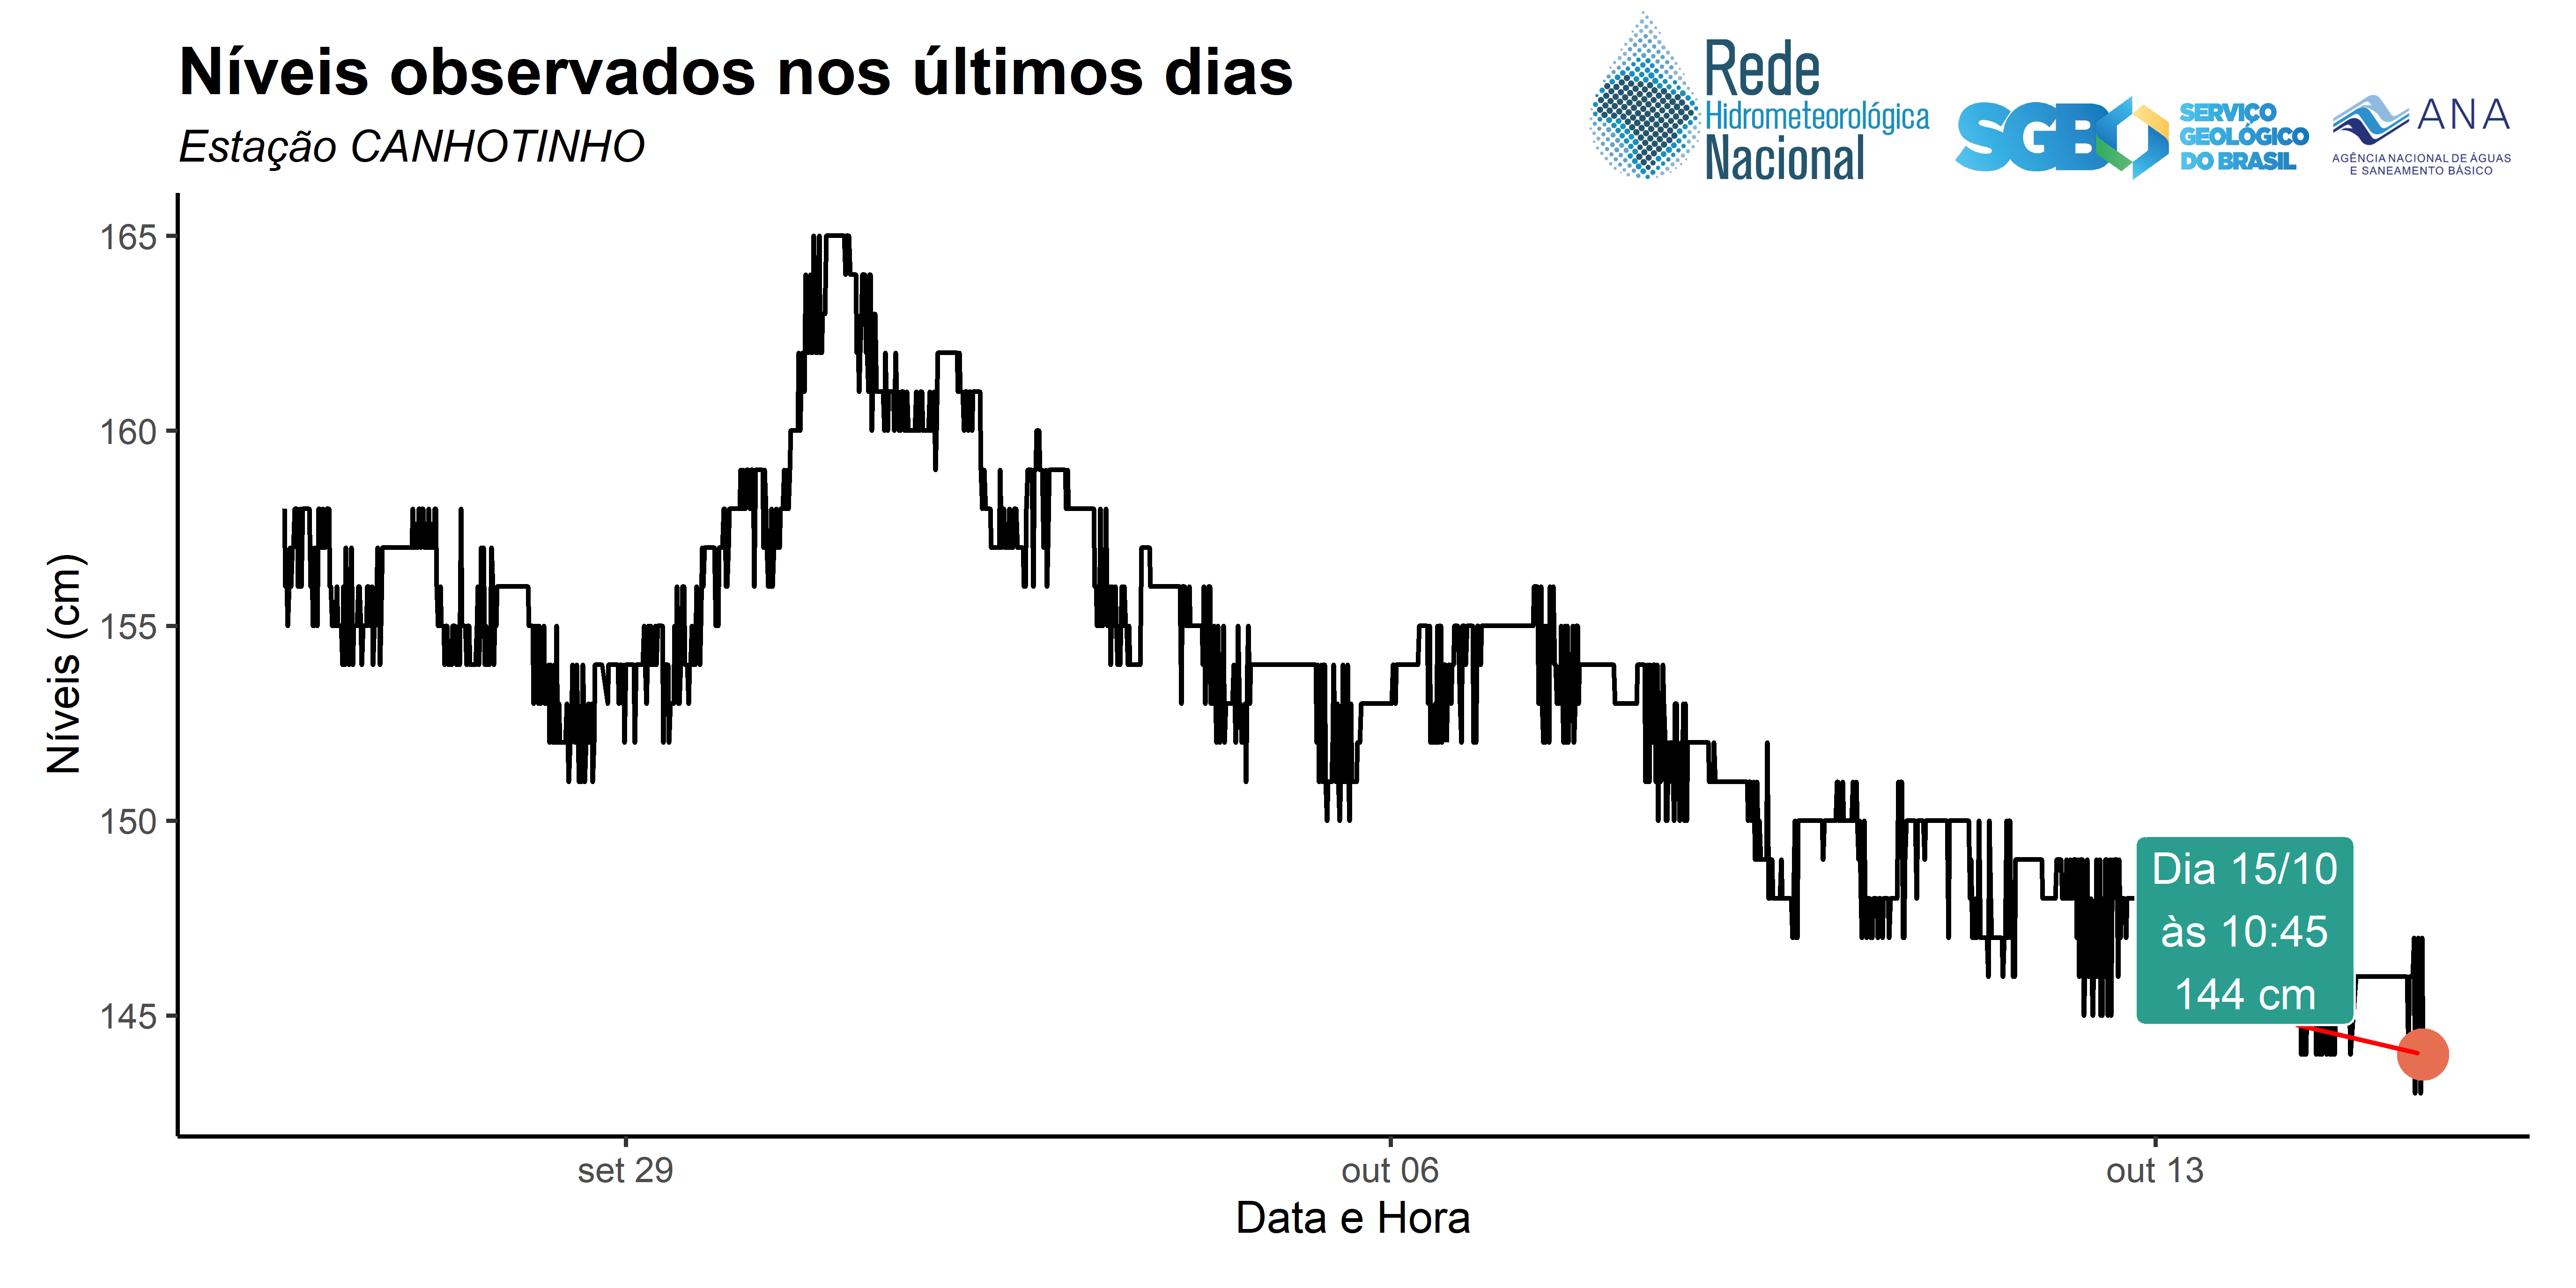 Níveis observados nos últimos dias
Estação CANHOTINHO
Rede
Hidrometeorológica
Nacional
SGB
SERVIÇO
GEOLÓGICO
DO BRASIL
ANA
AGÊNCIA NACIONAL DE ÁGUAS
E SANEAMENTO BÁSICO
Níveis (cm)
165
160
155
150
145
Dia 15/10
às 10:45
144 cm
set 29
out 06
out 13
Data e Hora